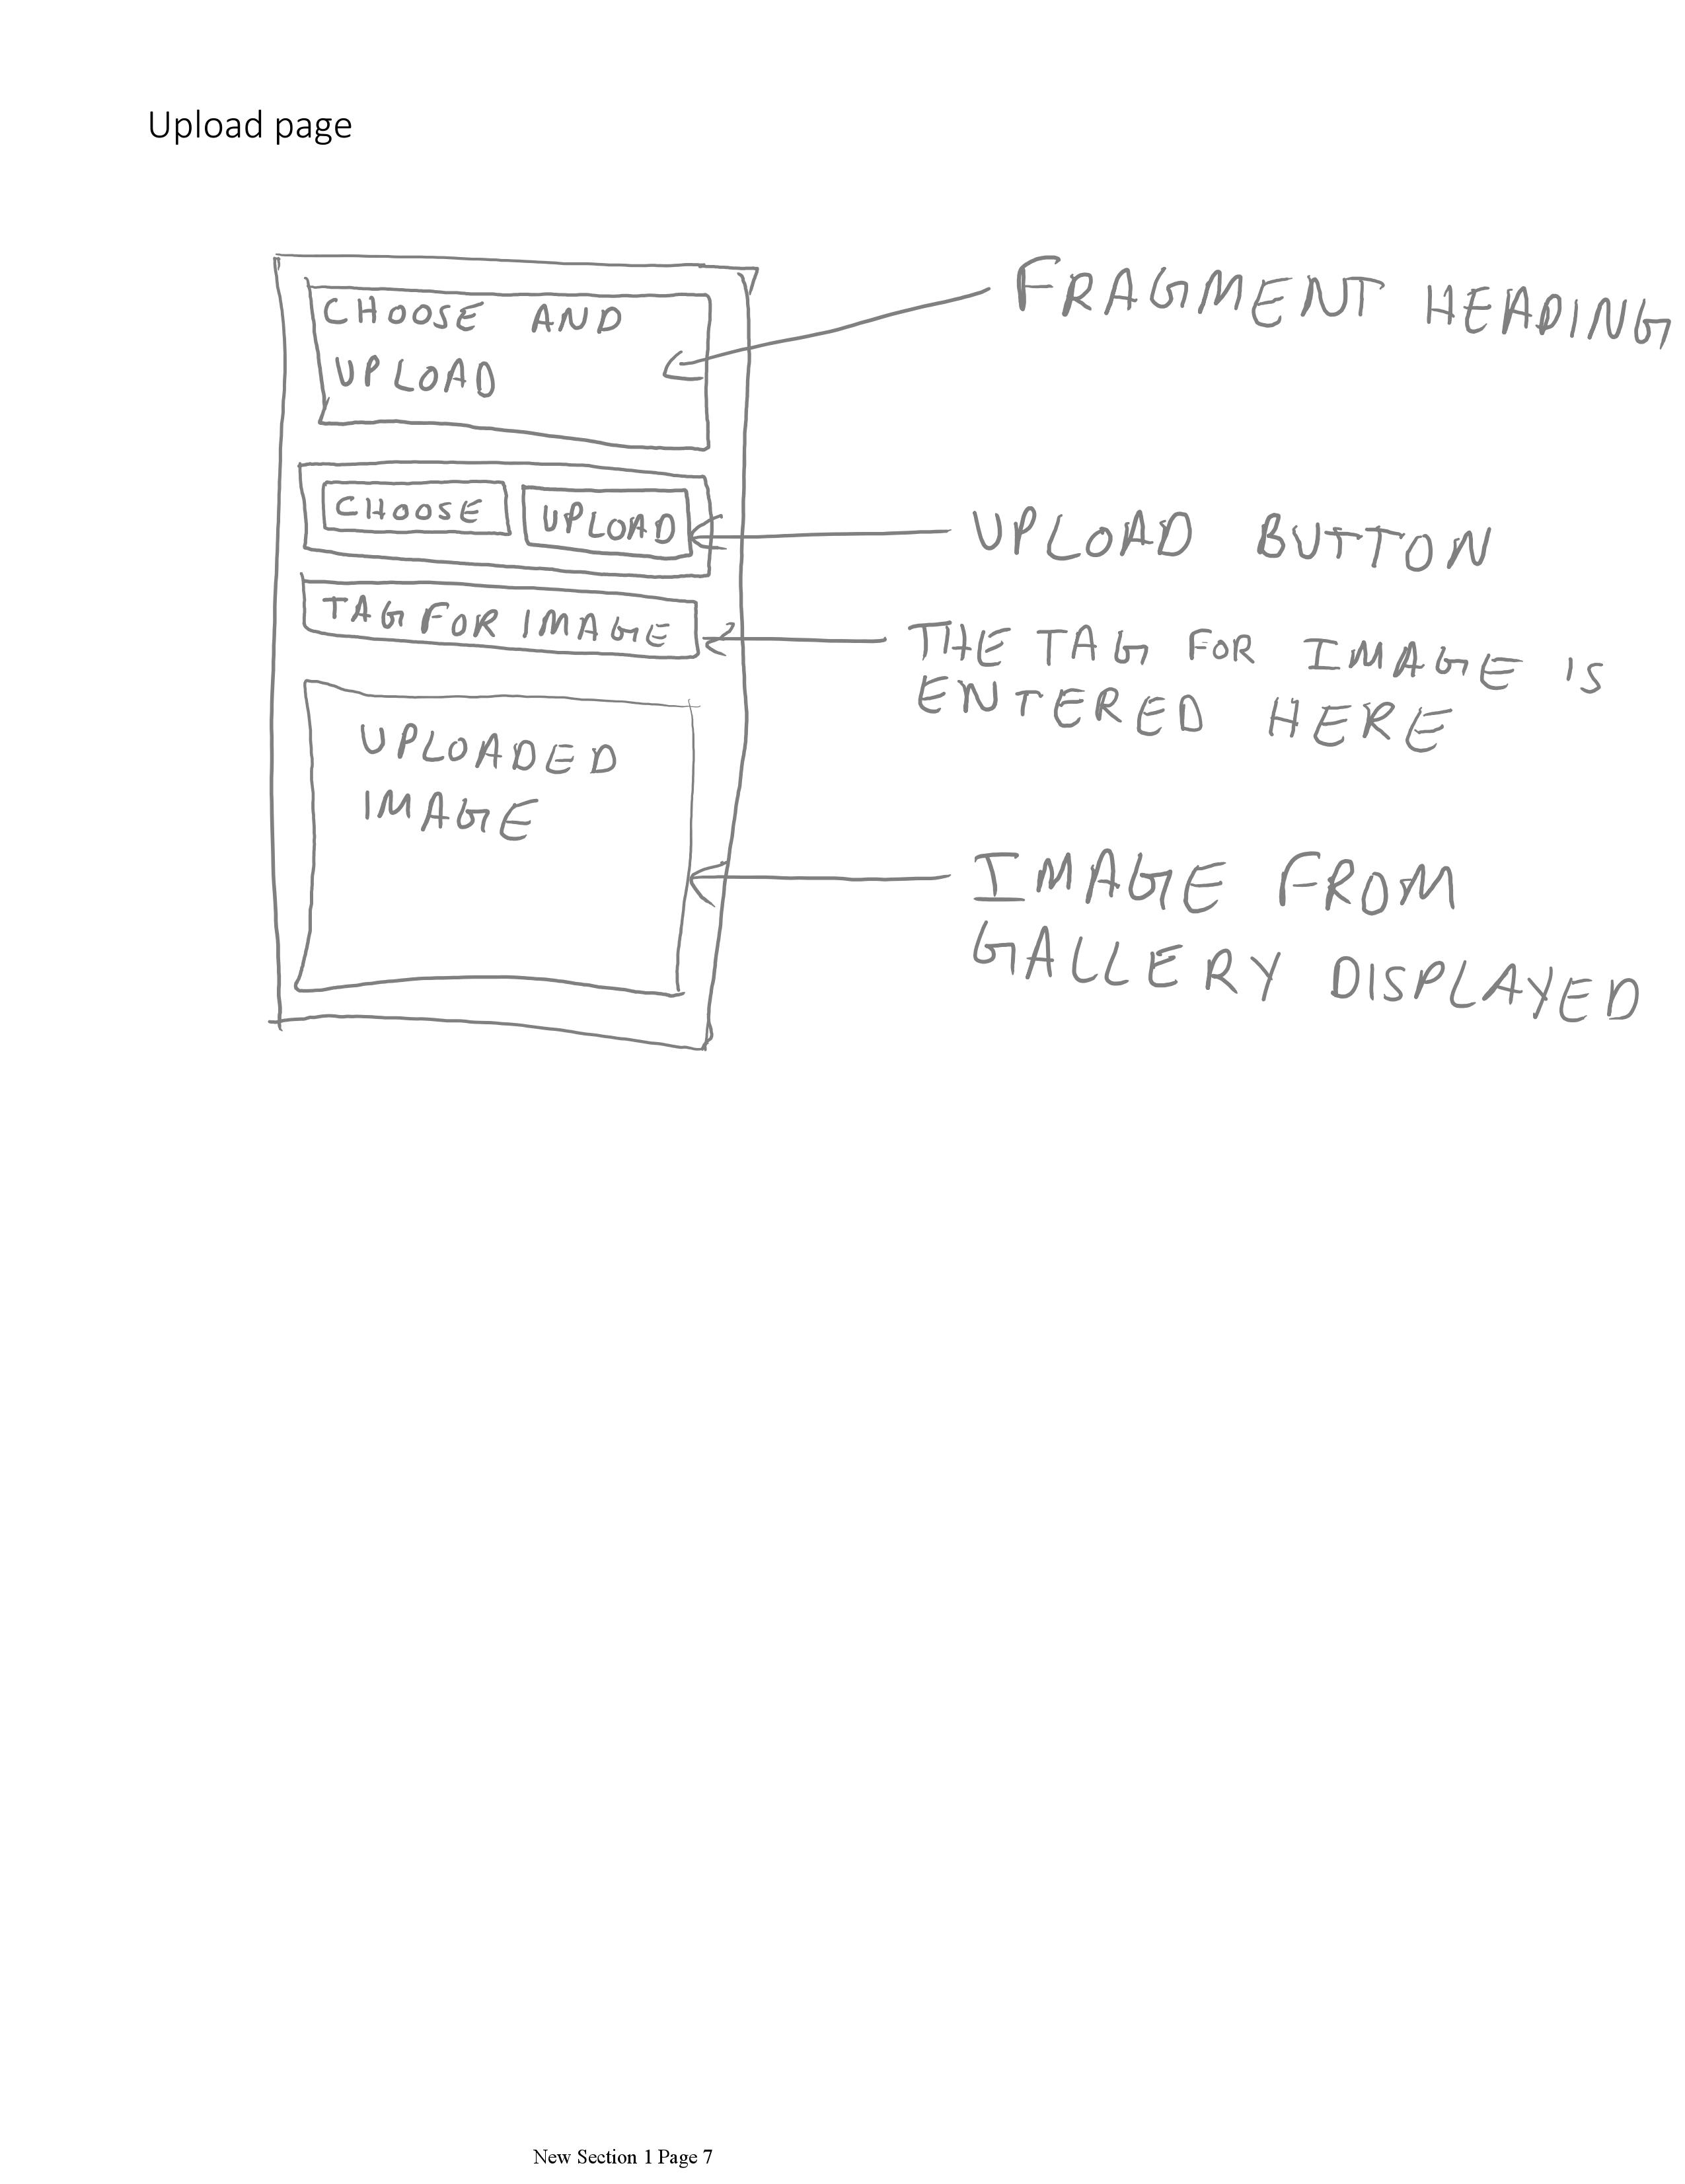 Upload page
CHOOSE AND
UPLOAD
FRAGMENT HEADING
CHOOSE
UPLOAD
UPLOAD BUTTON
TAG FOR IMAGE
THE TAG FOR IMAGE IS
ENTERED HERE
UPLOADED
IMAGE
IMAGE FROM
GALLERY DISPLAYED
New Section 1 Page 7